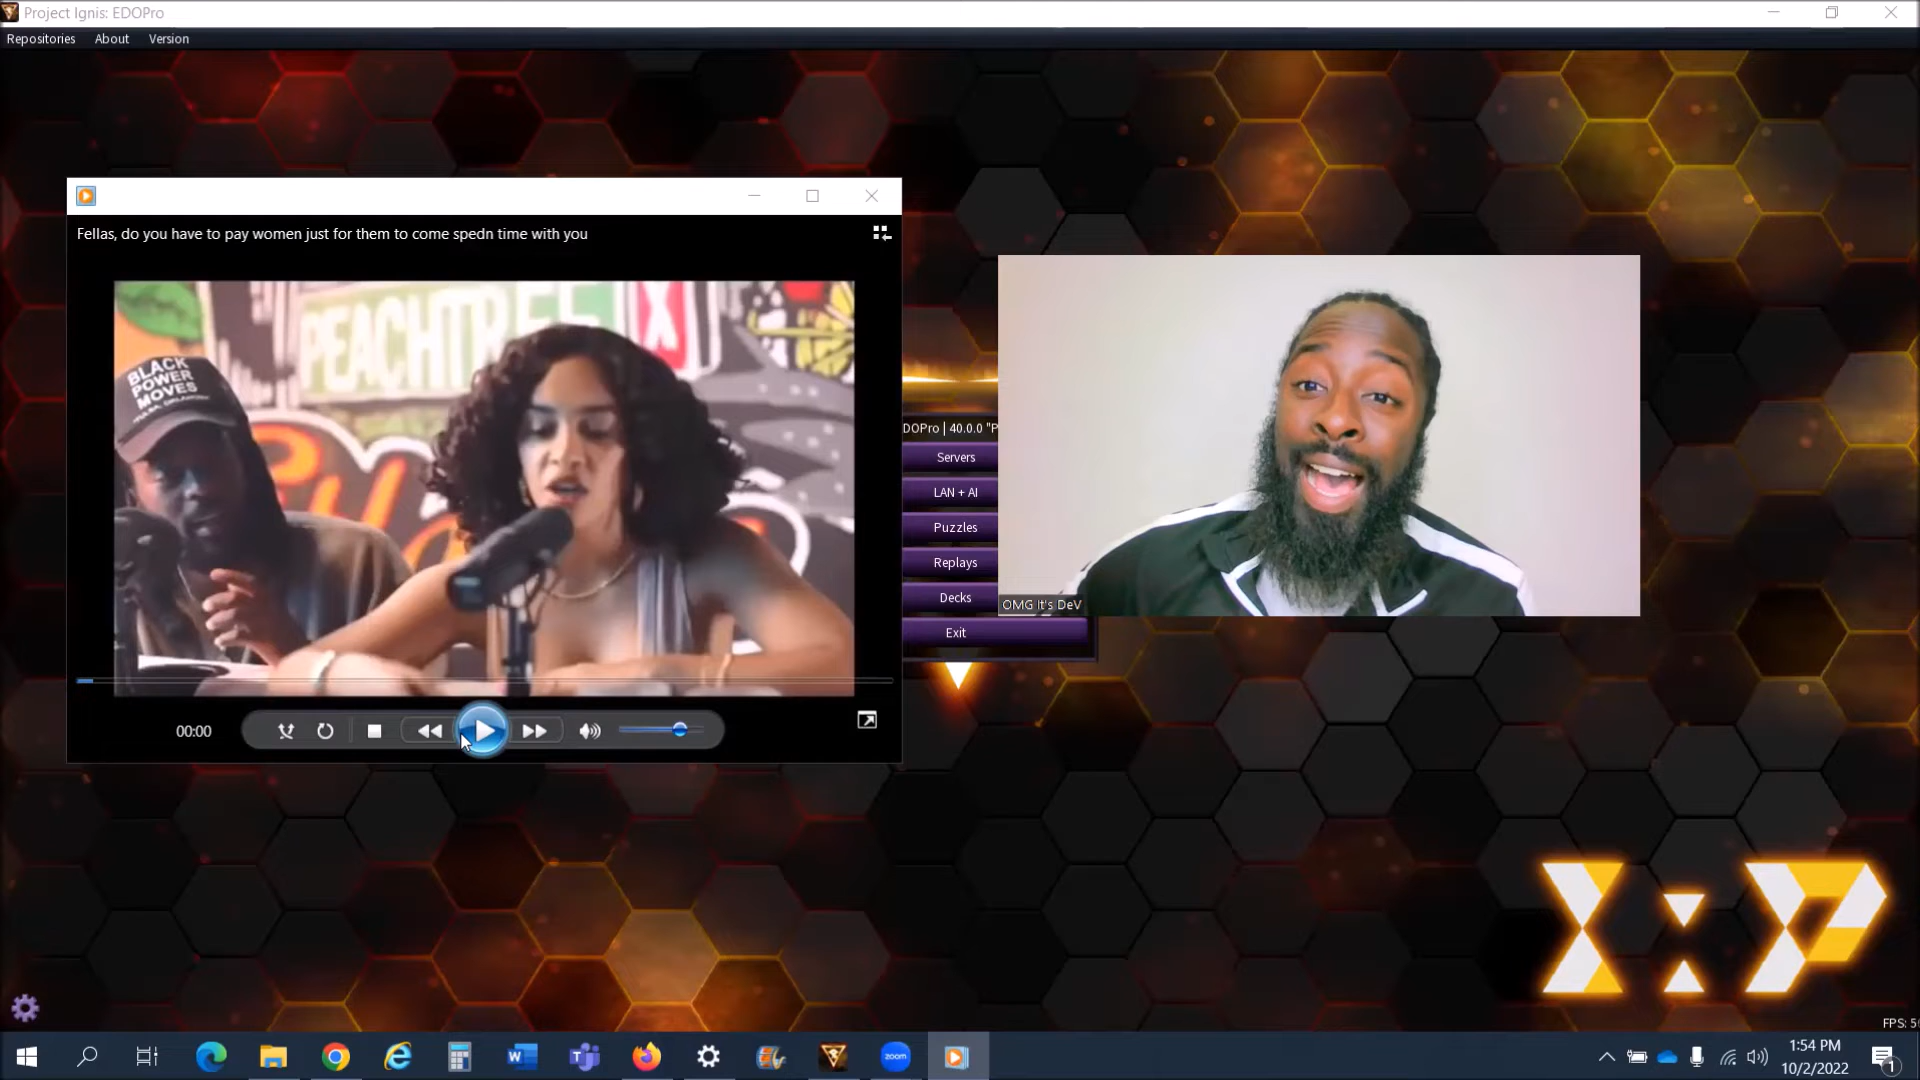 Project Ignis: EDOPro
Repositories About Version
Fellas, do you have to pay women just for them to come spedn time with you
PEACHTREE
X
BLACK
POWER
MOVES
DOPro | 40.0.0 "P
Servers
LAN + AI
Puzzles
Replays
Decks
Exit
OMG It's DeV
00:00
FPS: 5
zoom
1:54 PM
10/2/2022
1